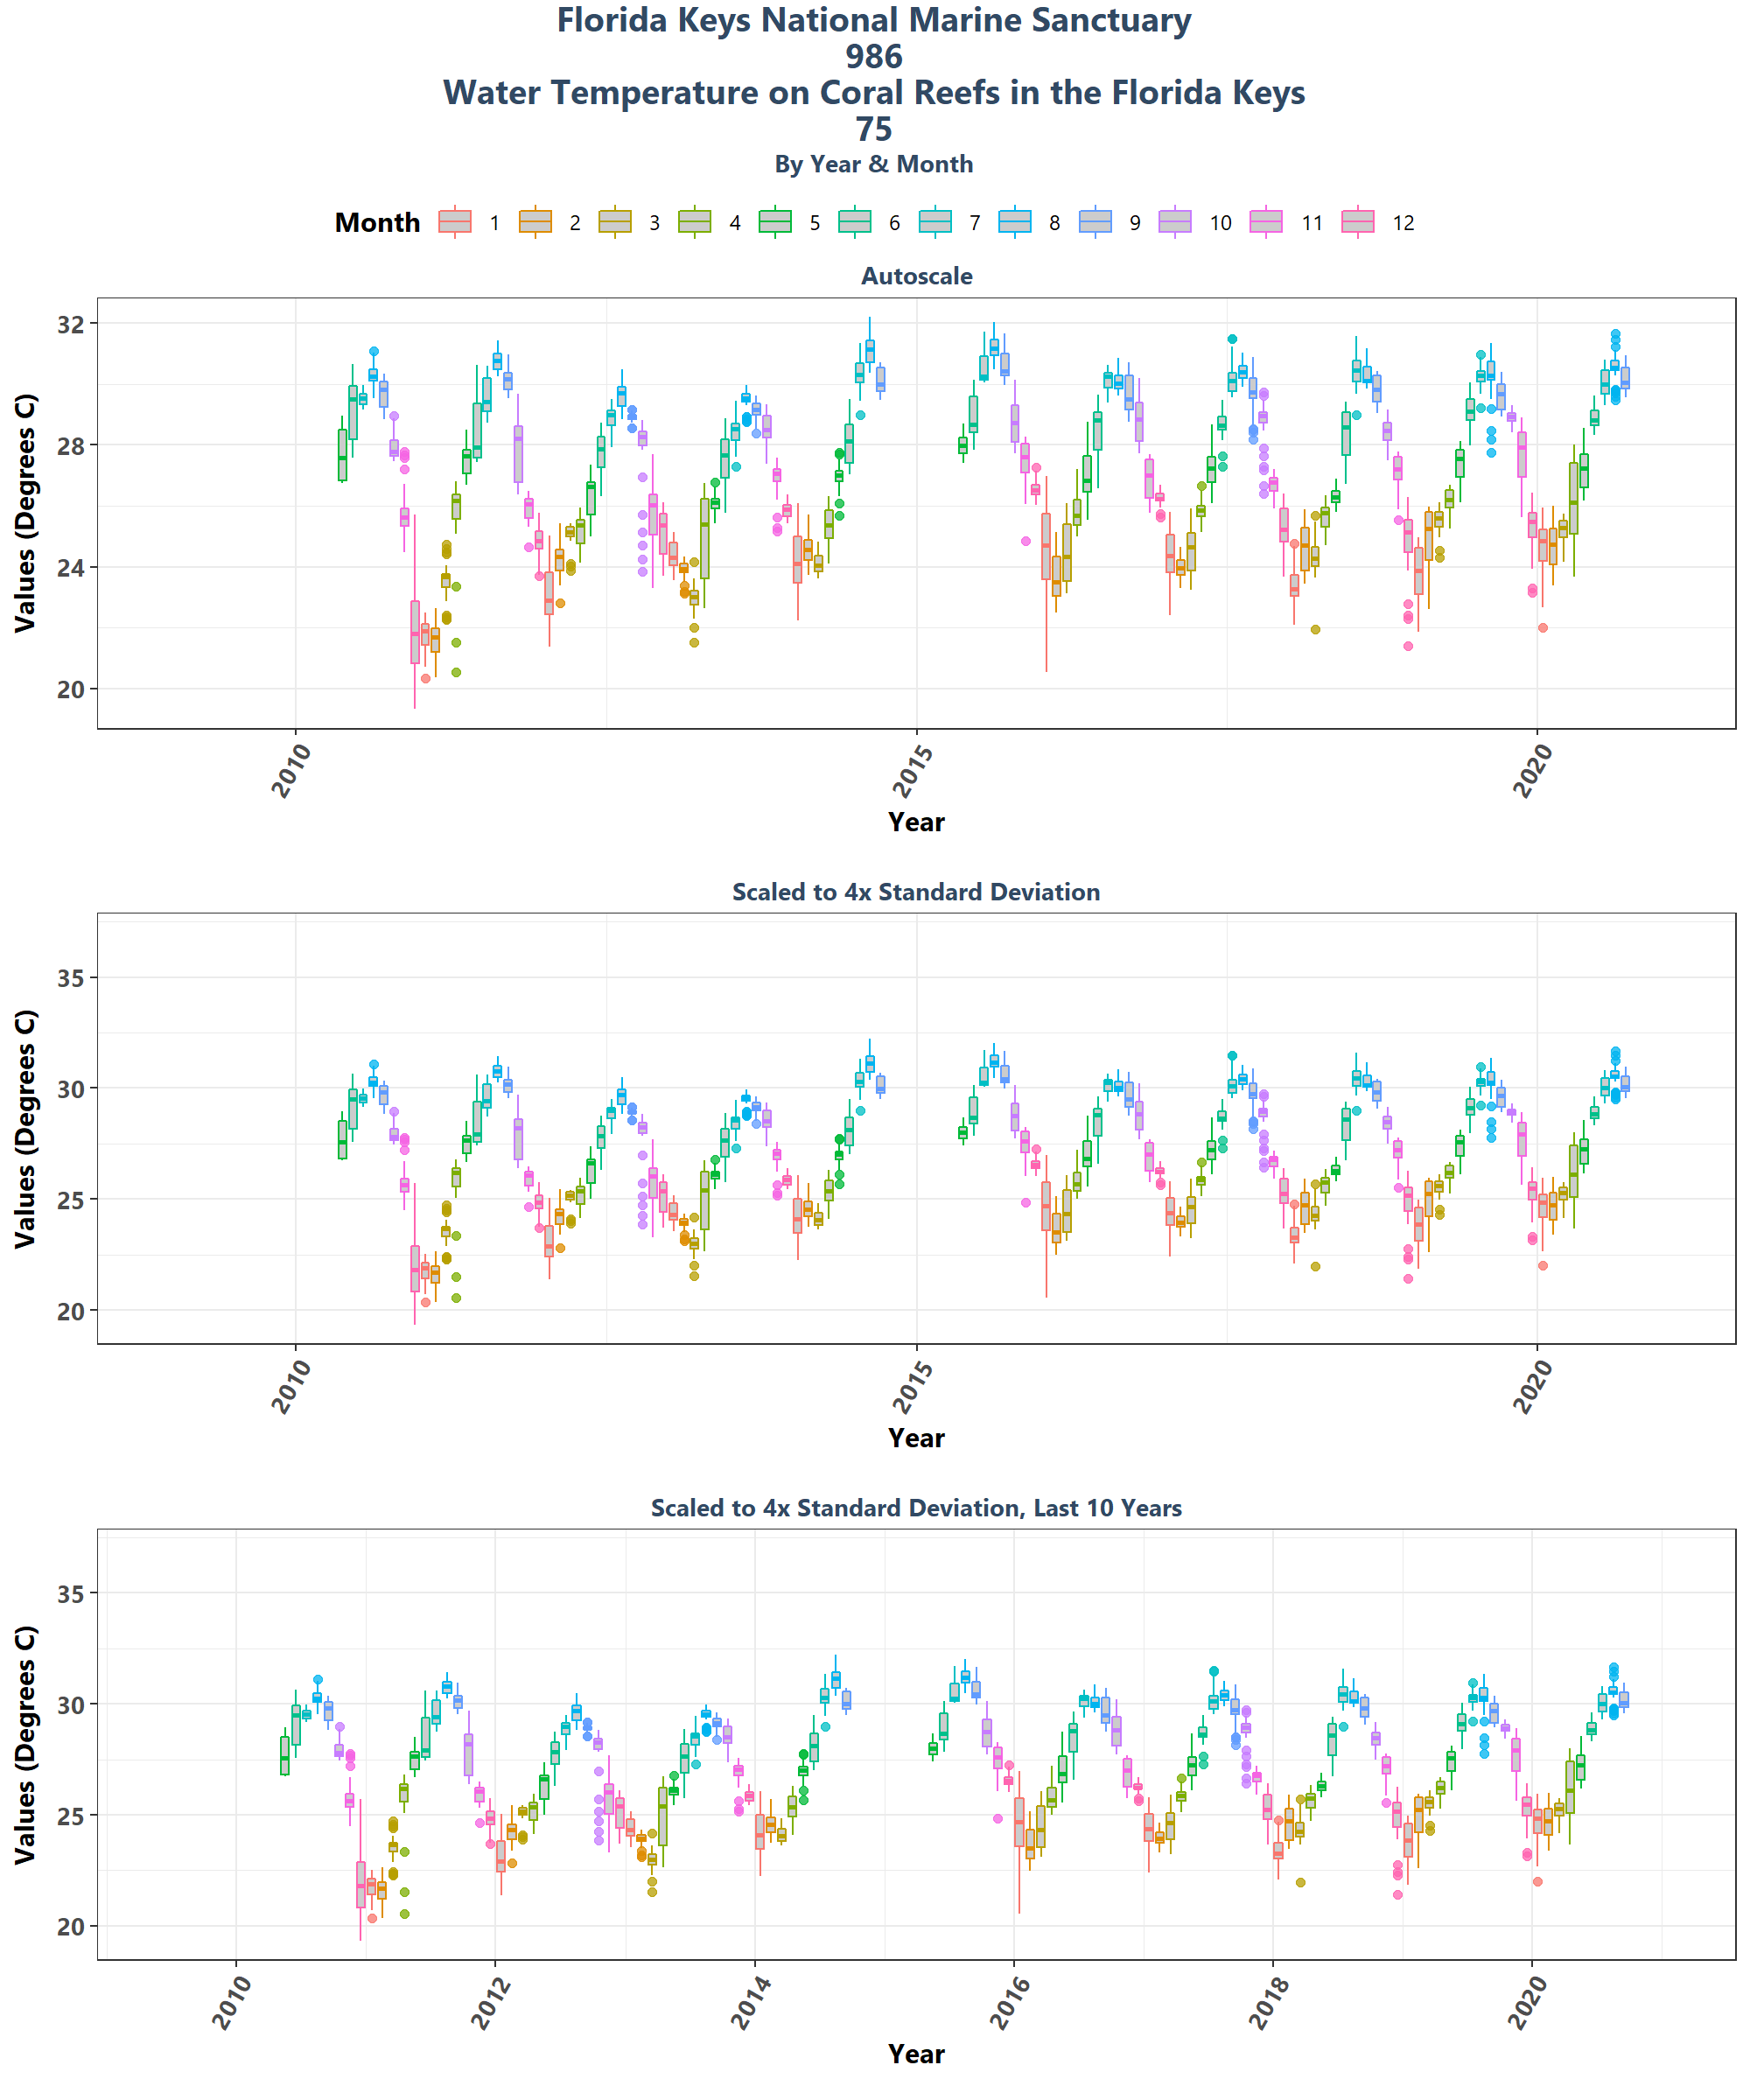 Florida Keys National Marine Sanctuary
986
Water Temperature on Coral Reefs in the Florida Keys
75
By Year & Month
Month 1 2 3 4 5 6 7 8 9 10 11 12
Autoscale
Values (Degrees C)
32
28
24
20
2010 2015 2020
Year
Scaled to 4x Standard Deviation
Values (Degrees C)
35
30
25
20
2010 2015 2020
Year
Scaled to 4x Standard Deviation, Last 10 Years
Values (Degrees C)
35
30
25
20
2010 2012 2014 2016 2018 2020
Year